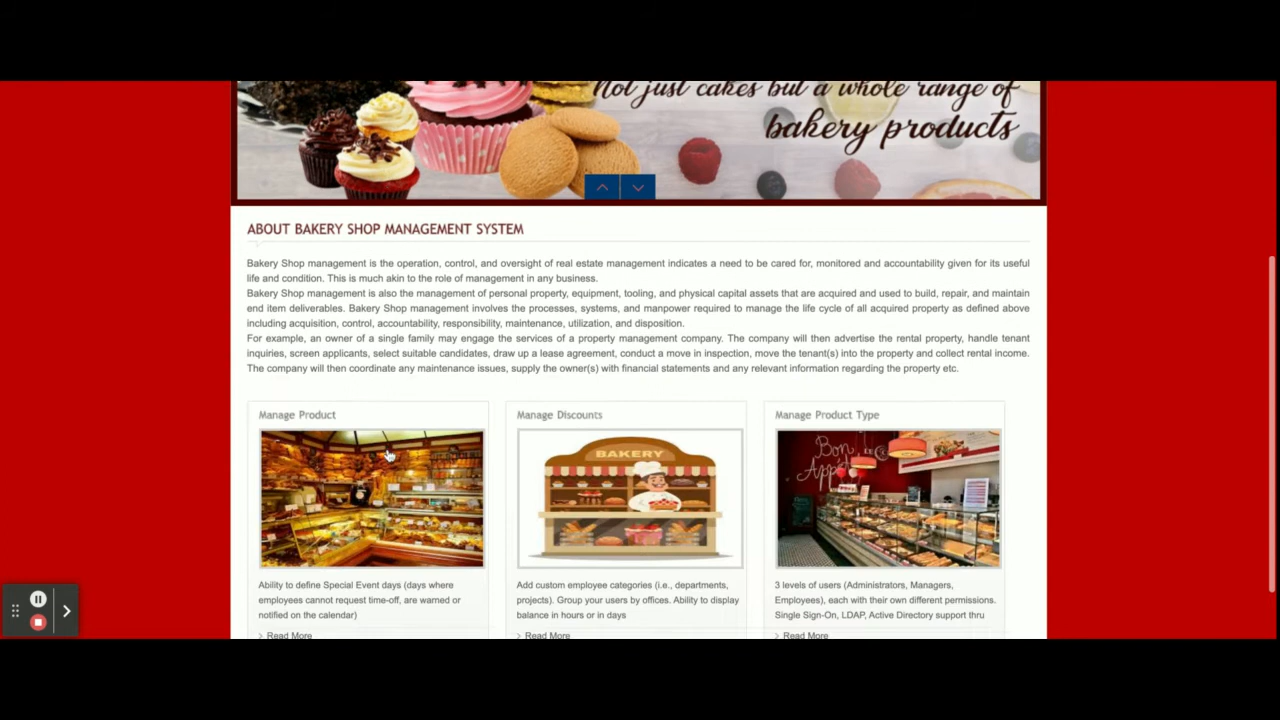 Not just cakes but a whole range of
bakery products
ABOUT BAKERY SHOP MANAGEMENT SYSTEM
Bakery Shop management is the operation, control, and oversight of real estate management indicates a need to be cared for, monitored and accountability given for its useful
life and condition. This is much akin to the role of management in any business.
Bakery Shop management is also the management of personal property, equipment, tooling, and physical capital assets that are acquired and used to build, repair, and maintain
end item deliverables. Bakery Shop management involves the processes, systems, and manpower required to manage the life cycle of all acquired property as defined above
including acquisition, control, accountability, responsibility, maintenance, utilization, and disposition.
For example, an owner of a single family may engage the services of a property management company. The company will then advertise the rental property, handle tenant
inquiries, screen applicants, select suitable candidates, draw up a lease agreement, conduct a move in inspection, move the tenant(s) into the property and collect rental income.
The company will then coordinate any maintenance issues, supply the owner(s) with financial statements and any relevant information regarding the property etc.
Manage Product
Manage Discounts
Manage Product Type
BAKERY
Bon
Ability to define Special Event days (days where
employees cannot request time-off, are warned or
notified on the calendar)
Read More
Add custom employee categories (i.e., departments,
projects). Group your users by offices. Ability to display
balance in hours or in days
Read More
3 levels of users (Administrators, Managers,
Employees), each with their own different permissions.
Single Sign-On, LDAP, Active Directory support thru
Read More